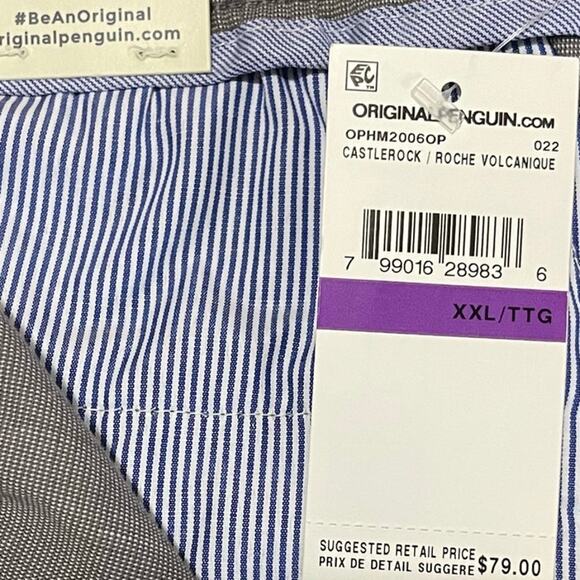 #BeAnOriginal
riginalpenguin.com
ORIGINALPENGUIN.COM
OPHM2006OP 022
CASTLEROCK / ROCHE VOLCANIQUE
7 99016 28983 6
XXL/TTG
SUGGESTED RETAIL PRICE
PRIX DE DETAIL SUGGERE $79.00